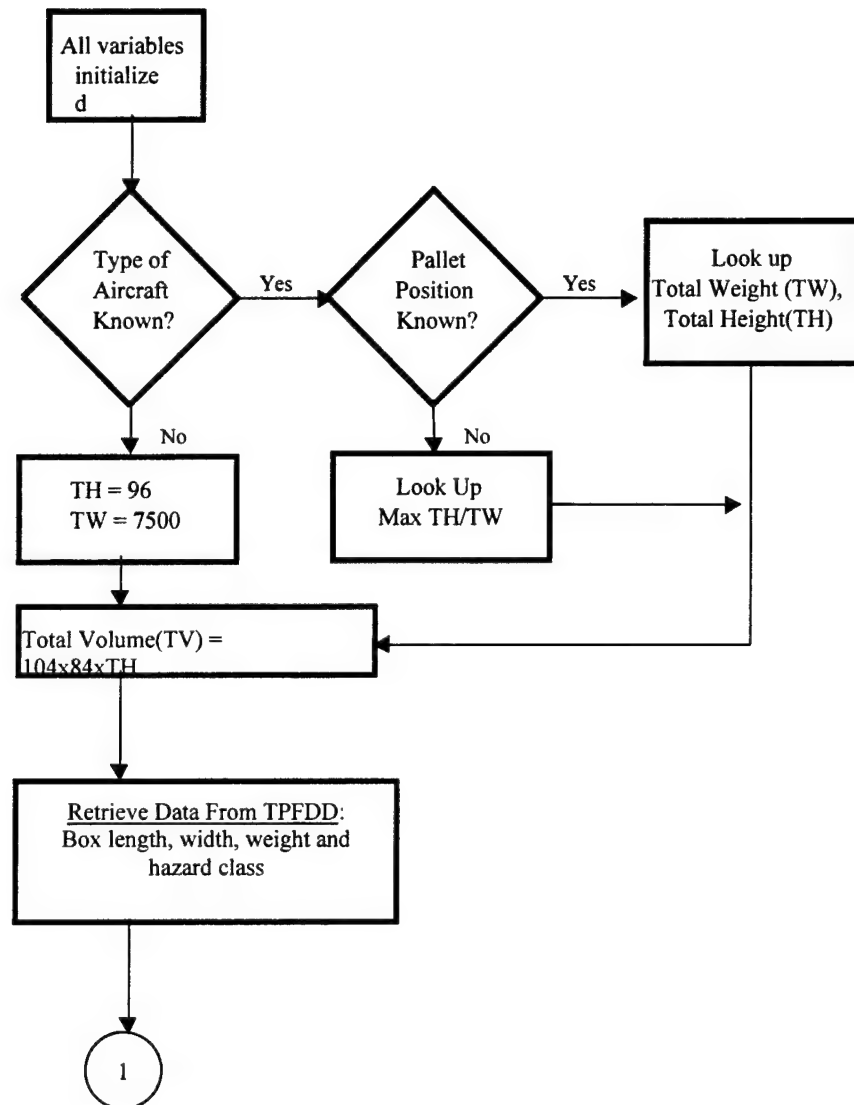 All variables
initialize
d
Type of
Aircraft
Known?
Yes
Pallet
Position
Known?
Yes
Look up
Total Weight (TW),
Total Height(TH)
No
No
TH = 96
TW = 7500
Look Up
Max TH/TW
Total Volume(TV) =
104x84xTH
Retrieve Data From TPFDD:
Box length, width, weight and
hazard class
1